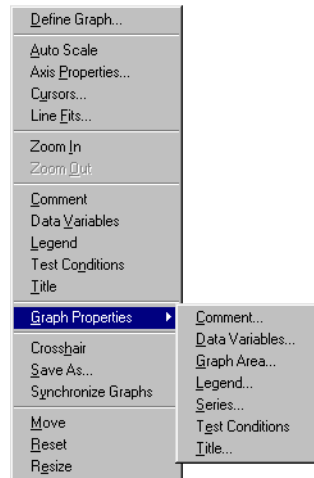 Define Graph...
Auto Scale
Axis Properties...
Cursors...
Line Fits...
Zoom In
Zoom Out
Comment
Data Variables
Legend
Test Conditions
Title
Graph Properties
Crosshair
Save As...
Synchronize Graphs
Move
Reset
Resize
Comment...
Data Variables...
Graph Area...
Legend...
Series...
Test Conditions
Title...